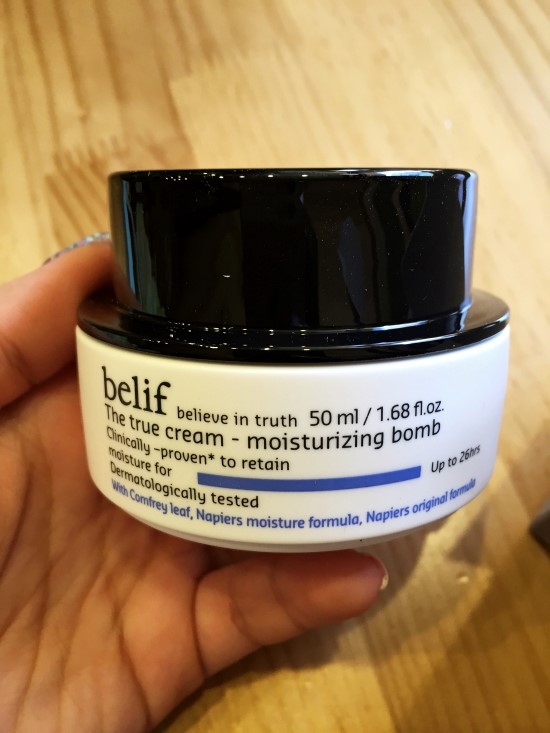 belif believe in truth 50 ml / 1.68 fl.oz.
The true cream - moisturizing bomb
Clinically -proven* to retain
moisture for Up to 26hrs
Dermatologically tested
With Comfrey leaf, Napiers moisture formula, Napiers original formula